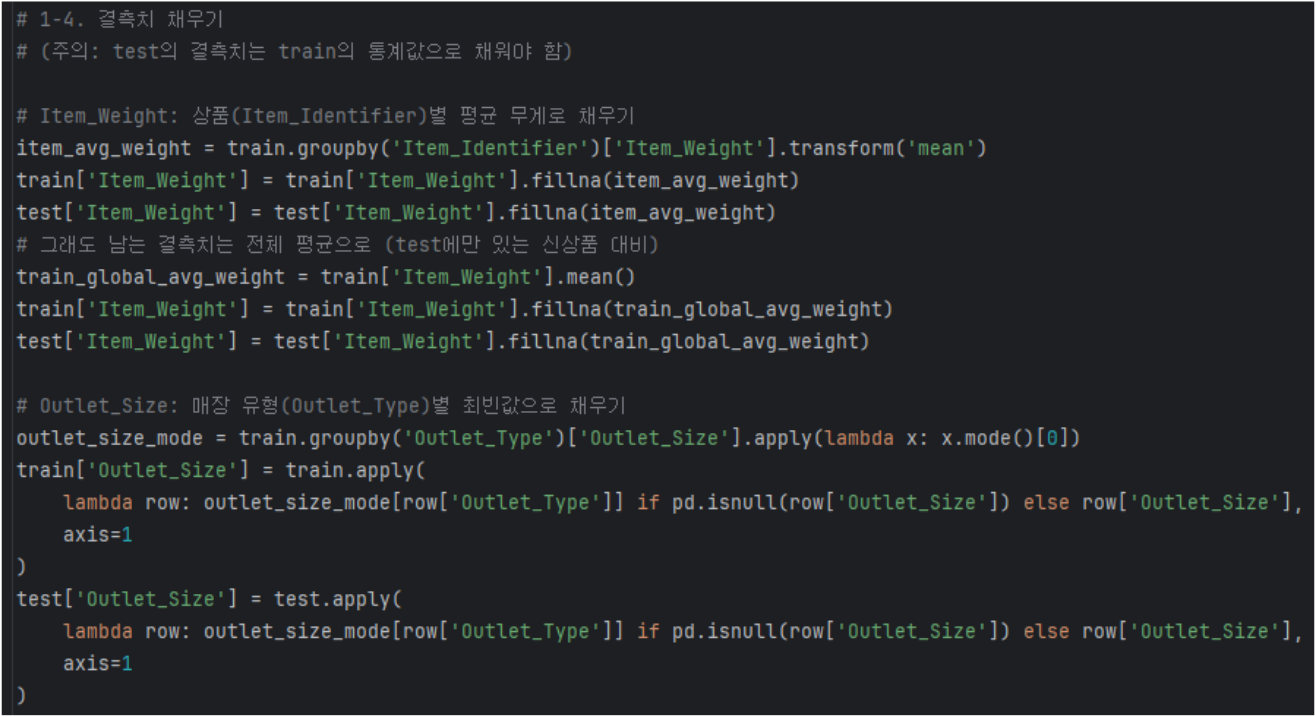 # 1-4. 결측치 채우기
# (주의: test의 결측치는 train의 통계값으로 채워야 함)

# Item_Weight: 상품(Item_Identifier)별 평균 무게로 채우기
item_avg_weight = train.groupby('Item_Identifier')['Item_Weight'].transform('mean')
train['Item_Weight'] = train['Item_Weight'].fillna(item_avg_weight)
test['Item_Weight'] = test['Item_Weight'].fillna(item_avg_weight)
# 그래도 남는 결측치는 전체 평균으로 (test에만 있는 신상품 대비)
train_global_avg_weight = train['Item_Weight'].mean()
train['Item_Weight'] = train['Item_Weight'].fillna(train_global_avg_weight)
test['Item_Weight'] = test['Item_Weight'].fillna(train_global_avg_weight)

# Outlet_Size: 매장 유형(Outlet_Type)별 최빈값으로 채우기
outlet_size_mode = train.groupby('Outlet_Type')['Outlet_Size'].apply(lambda x: x.mode()[0])
train['Outlet_Size'] = train.apply(
    lambda row: outlet_size_mode[row['Outlet_Type']] if pd.isnull(row['Outlet_Size']) else row['Outlet_Size'],
    axis=1
)
test['Outlet_Size'] = test.apply(
    lambda row: outlet_size_mode[row['Outlet_Type']] if pd.isnull(row['Outlet_Size']) else row['Outlet_Size'],
    axis=1
)